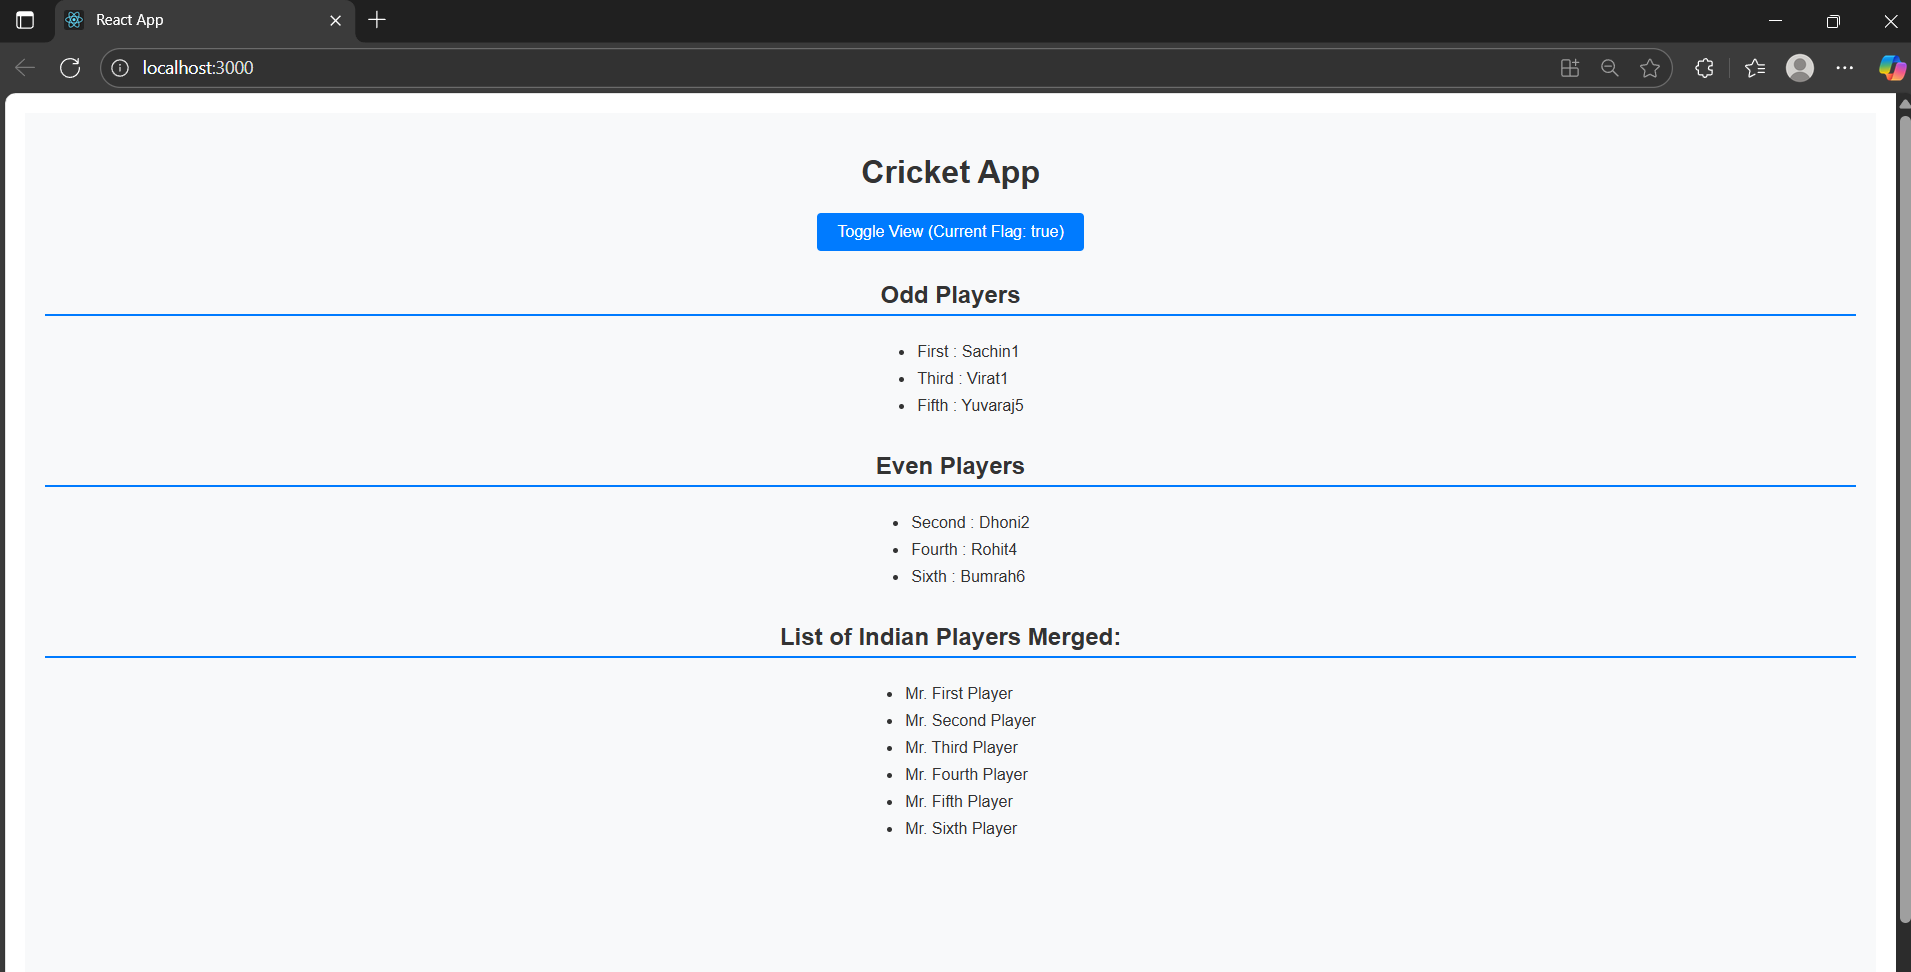 React App
localhost:3000
Cricket App
Toggle View (Current Flag: true)
Odd Players
First : Sachin1
Third : Virat1
Fifth : Yuvaraj5
Even Players
Second : Dhoni2
Fourth : Rohit4
Sixth : Bumrah6
List of Indian Players Merged:
Mr. First Player
Mr. Second Player
Mr. Third Player
Mr. Fourth Player
Mr. Fifth Player
Mr. Sixth Player